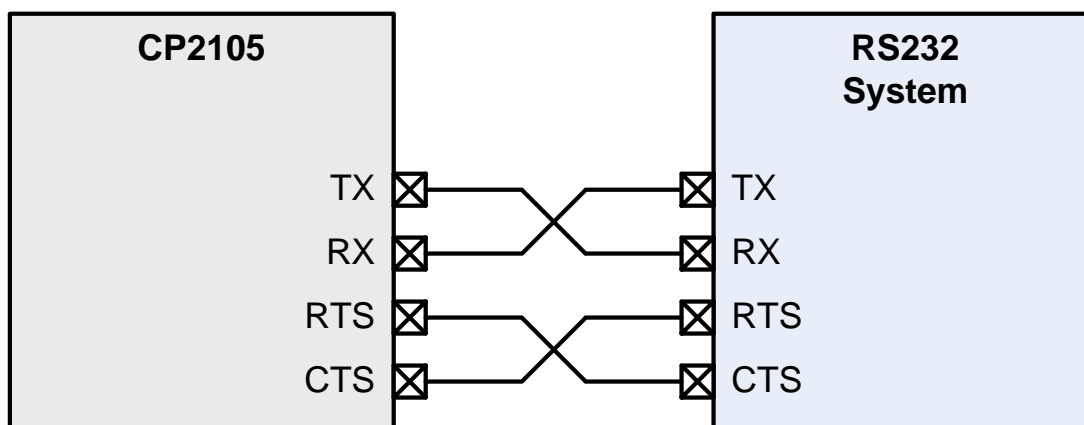 CP2105
RS232
System
TX
RX
RTS
CTS
TX
RX
RTS
CTS